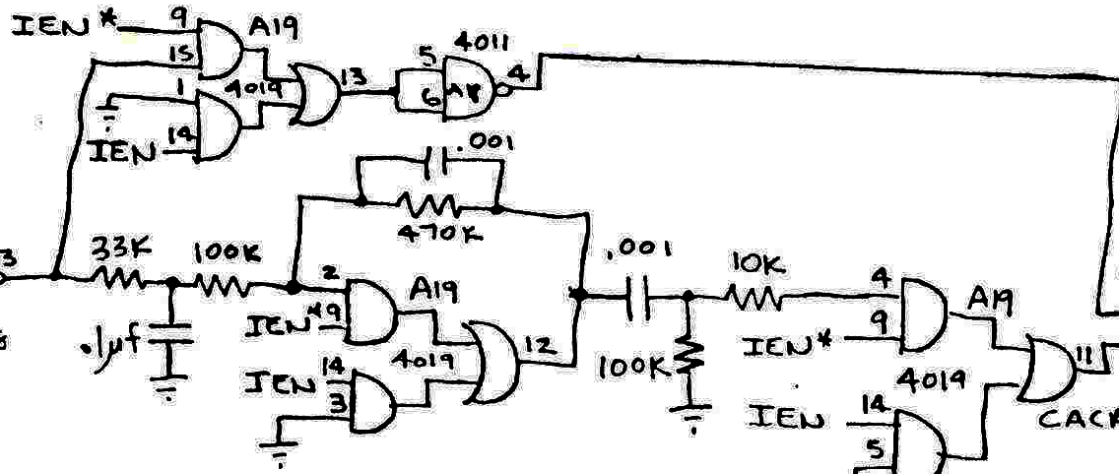 IEN* 9 A19
15
4011
1 4019 13 5 4
6 A8
14
IEN
.001
470K
3 33K 100K
.001
10K
2 A19
IEN*9
4
A19
.1μf
4019 12
9
IEN*
100K
14
IEN
3
4019 11
14
IEN
CACK
5